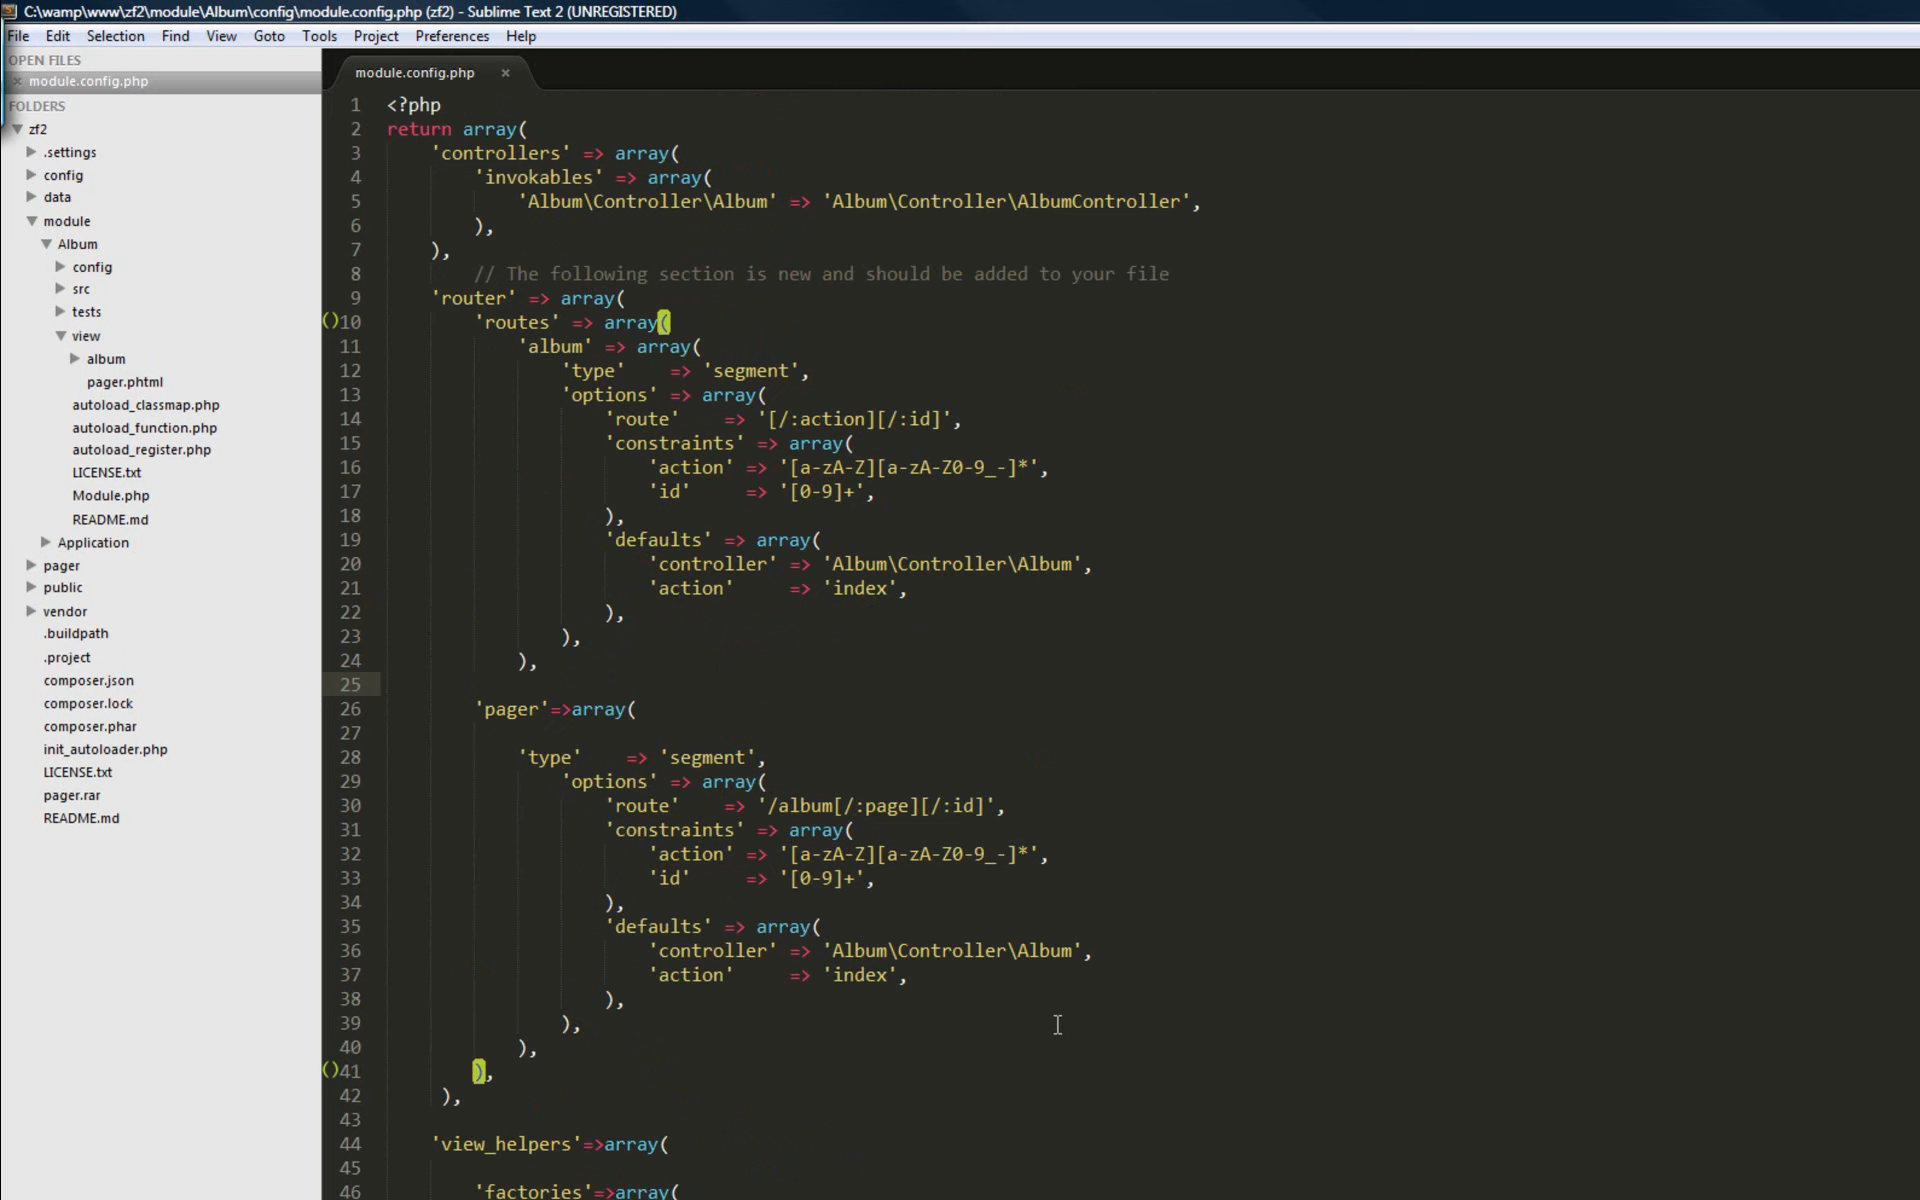 C:\wamp\www\zf2\module\Album\config\module.config.php (zf2) - Sublime Text 2 (UNREGISTERED)
File Edit Selection Find View Goto Tools Project Preferences Help
OPEN FILES
module.config.php
FOLDERS
zf2
.settings
config
data
module
Album
config
src
tests
view
album
pager.phtml
autoload_classmap.php
autoload_function.php
autoload_register.php
LICENSE.txt
Module.php
README.md
Application
pager
public
vendor
.buildpath
.project
composer.json
composer.lock
composer.phar
init_autoloader.php
LICENSE.txt
pager.rar
README.md
module.config.php ×
1 <?php
2 return array(
3 'controllers' => array(
4 'invokables' => array(
5 'Album\Controller\Album' => 'Album\Controller\AlbumController',
6 ),
7 ),
8 // The following section is new and should be added to your file
9 'router' => array(
()10 'routes' => array(
11 'album' => array(
12 'type' => 'segment',
13 'options' => array(
14 'route' => '[/:action][/:id]',
15 'constraints' => array(
16 'action' => '[a-zA-Z][a-zA-Z0-9_-]*',
17 'id' => '[0-9]+',
18 ),
19 'defaults' => array(
20 'controller' => 'Album\Controller\Album',
21 'action' => 'index',
22 ),
23 ),
24 ),
25
26 'pager'=>array(
27
28 'type' => 'segment',
29 'options' => array(
30 'route' => '/album[/:page][/:id]',
31 'constraints' => array(
32 'action' => '[a-zA-Z][a-zA-Z0-9_-]*',
33 'id' => '[0-9]+',
34 ),
35 'defaults' => array(
36 'controller' => 'Album\Controller\Album',
37 'action' => 'index',
38 ),
39 ),
40 ),
()41 ),
42 ),
43
44 'view_helpers'=>array(
45
46 'factories'=>array(